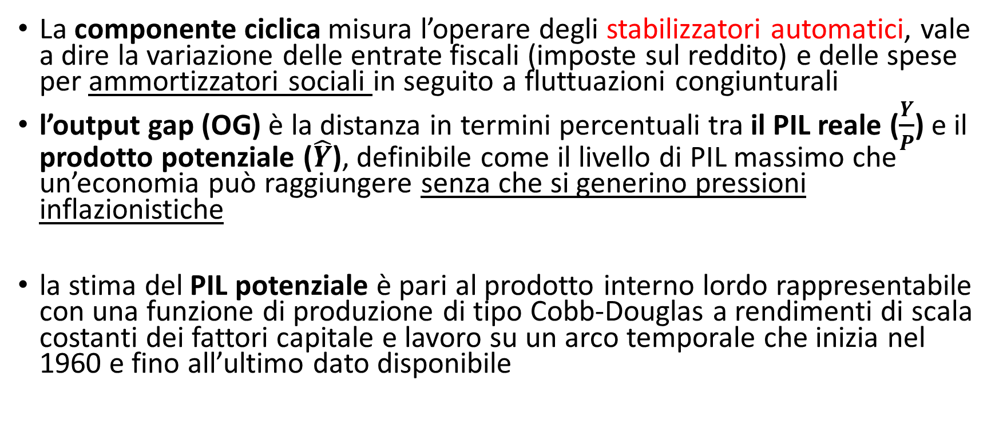 • La componente ciclica misura l’operare degli stabilizzatori automatici, vale
a dire la variazione delle entrate fiscali (imposte sul reddito) e delle spese
per ammortizzatori sociali in seguito a fluttuazioni congiunturali
• l’output gap (OG) è la distanza in termini percentuali tra il PIL reale (Y/P) e il
prodotto potenziale (Ŷ), definibile come il livello di PIL massimo che
un’economia può raggiungere senza che si generino pressioni
inflazionistiche
• la stima del PIL potenziale è pari al prodotto interno lordo rappresentabile
con una funzione di produzione di tipo Cobb-Douglas a rendimenti di scala
costanti dei fattori capitale e lavoro su un arco temporale che inizia nel
1960 e fino all’ultimo dato disponibile